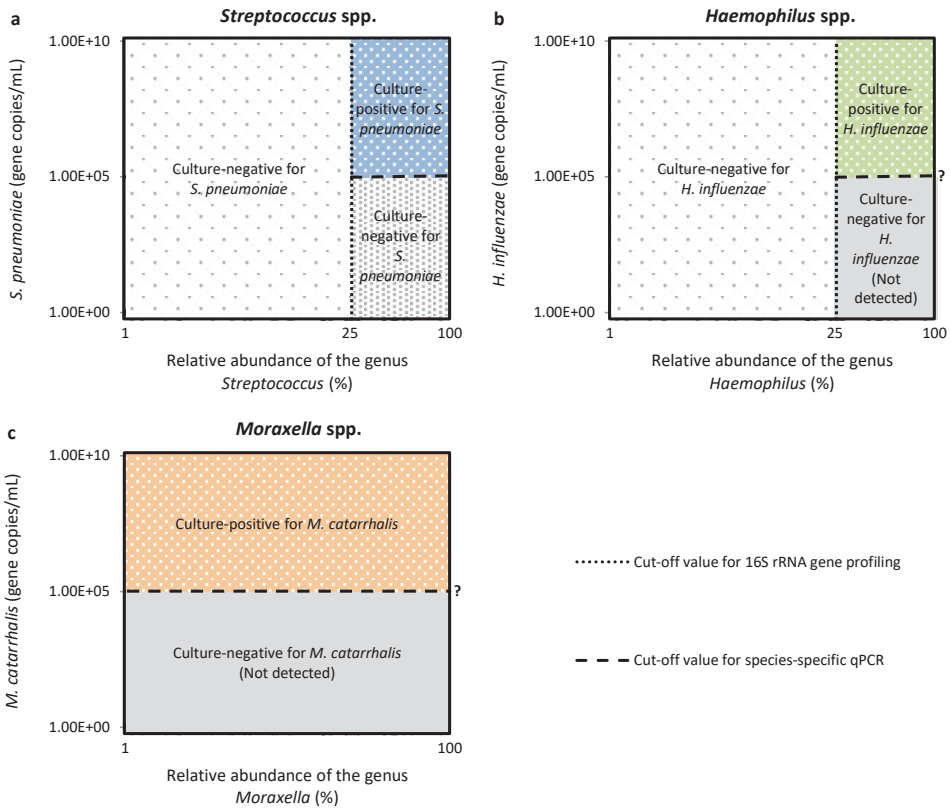 a
Streptococcus spp.
1.00E+10
1.00E+05
1.00E+00
S. pneumoniae (gene copies/mL)
Culture-negative for
S. pneumoniae
Culture-
positive for S.
pneumoniae
Culture-
negative for
S.
pneumoniae
1
25
100
Relative abundance of the genus
Streptococcus (%)
b
Haemophilus spp.
1.00E+10
1.00E+05
1.00E+00
H. influenzae (gene copies/mL)
Culture-negative for
H. influenzae
Culture-
positive for
H. influenzae
?
Culture-
negative for
H.
influenzae
(Not
detected)
1
25
100
Relative abundance of the genus
Haemophilus (%)
c
Moraxella spp.
1.00E+10
1.00E+05
1.00E+00
M. catarrhalis (gene copies/mL)
Culture-positive for M. catarrhalis
?
Culture-negative for M. catarrhalis
(Not detected)
1
100
Relative abundance of the genus
Moraxella (%)
Cut-off value for 16S rRNA gene profiling
Cut-off value for species-specific qPCR